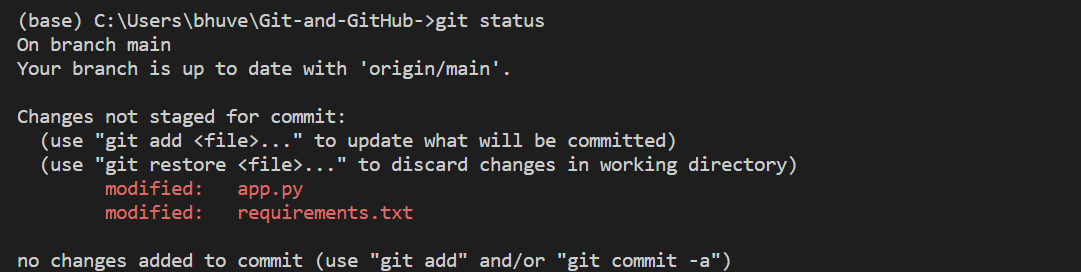 (base) C:\Users\bhuve\Git-and-GitHub->git status
On branch main
Your branch is up to date with 'origin/main'.

Changes not staged for commit:
  (use "git add <file>..." to update what will be committed)
  (use "git restore <file>..." to discard changes in working directory)
        modified:   app.py
        modified:   requirements.txt

no changes added to commit (use "git add" and/or "git commit -a")